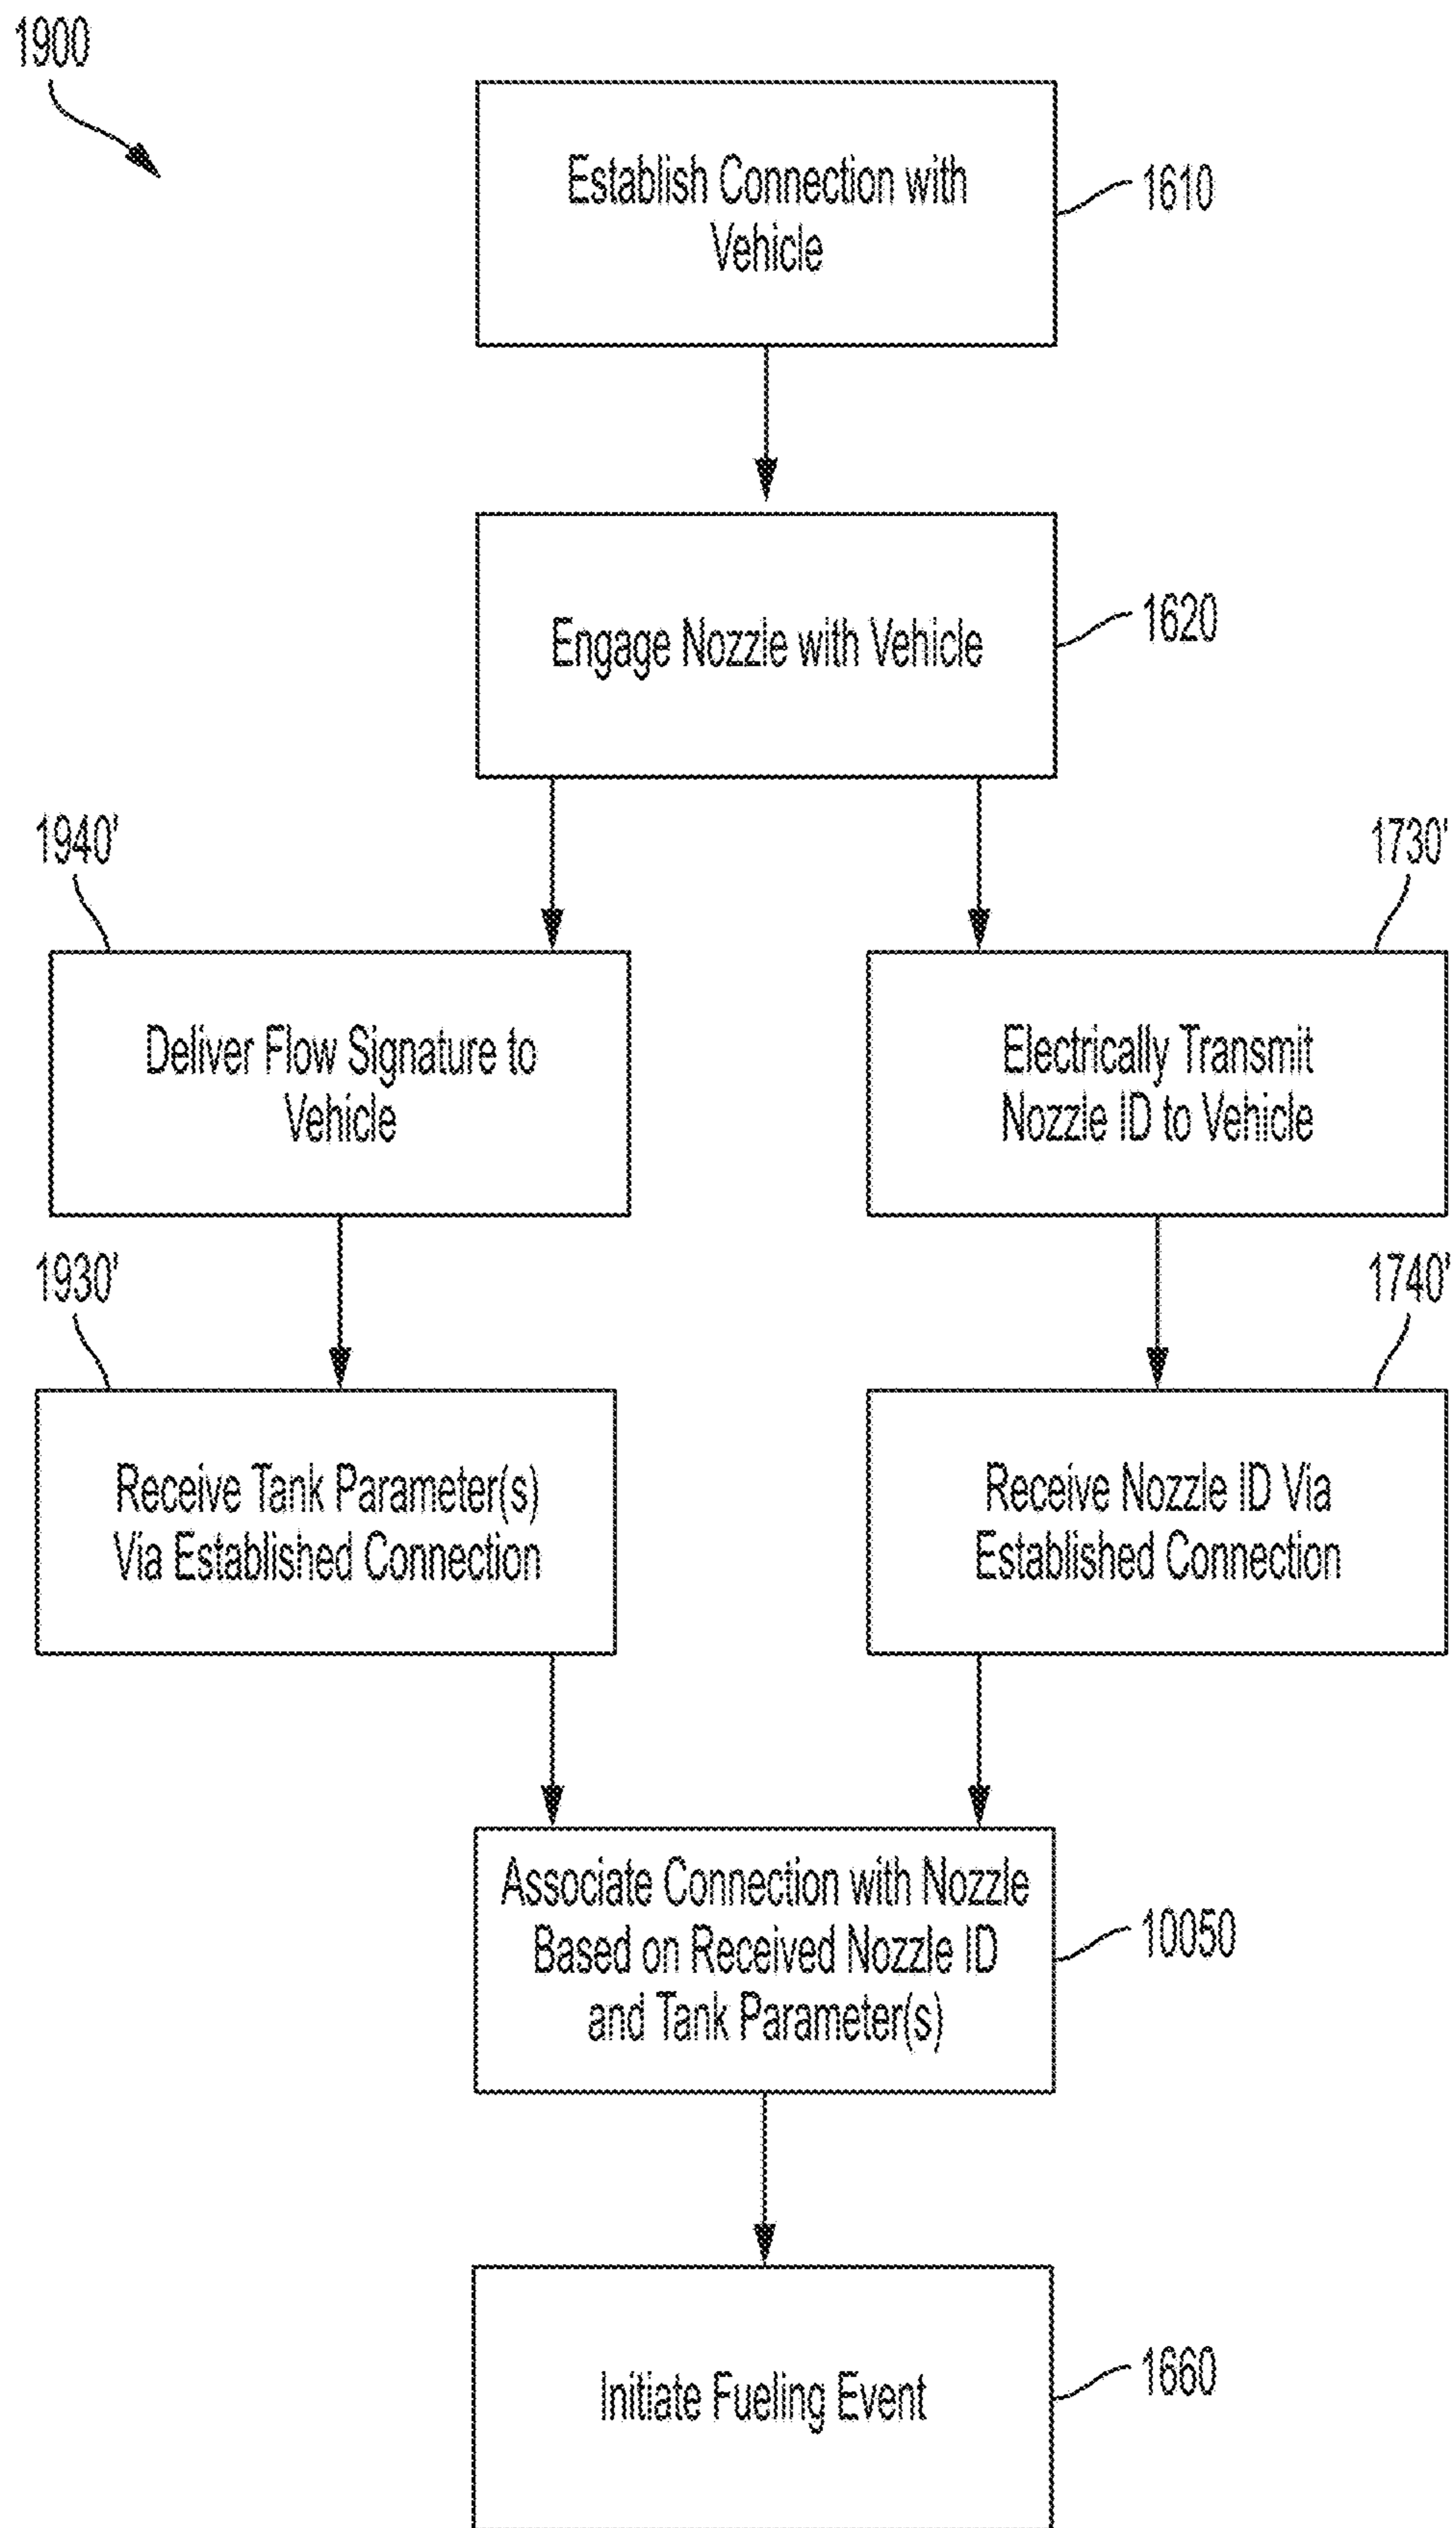 1900
Establish Connection with
Vehicle
1610
Engage Nozzle with Vehicle
1620
1940'
1730'
Deliver Flow Signature to
Vehicle
Electrically Transmit
Nozzle ID to Vehicle
1930'
1740'
Receive Tank Parameter(s)
Via Established Connection
Receive Nozzle ID Via
Established Connection
Associate Connection with Nozzle
Based on Received Nozzle ID
and Tank Parameter(s)
10050
Initiate Fueling Event
1660